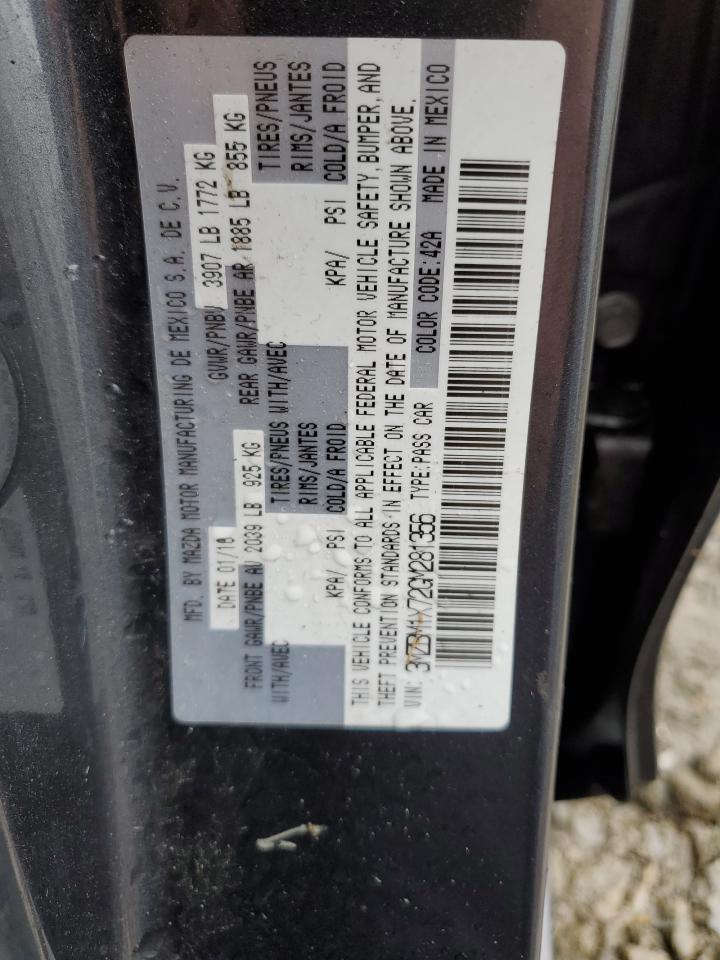 MFD. BY MAZDA MOTOR MANUFACTURING DE MEXICO S.A. DE C.V.
DATE 01/16 GVWR/PNBV 3907 LB 1772 KG
FRONT GAWR/PNBE AV 2039 LB 925 KG REAR GAWR/PNBE AR 1885 LB 855 KG
WITH/AVEC TIRES/PNEUS WITH/AVEC TIRES/PNEUS
RIMS/JANTES RIMS/JANTES
KPA/ PSI COLD/A FROID KPA/ PSI COLD/A FROID
THIS VEHICLE CONFORMS TO ALL APPLICABLE FEDERAL MOTOR VEHICLE SAFETY, BUMPER, AND
THEFT PREVENTION STANDARDS IN EFFECT ON THE DATE OF MANUFACTURE SHOWN ABOVE.
VIN: TYPE:PASS CAR COLOR CODE:42A MADE IN MEXICO